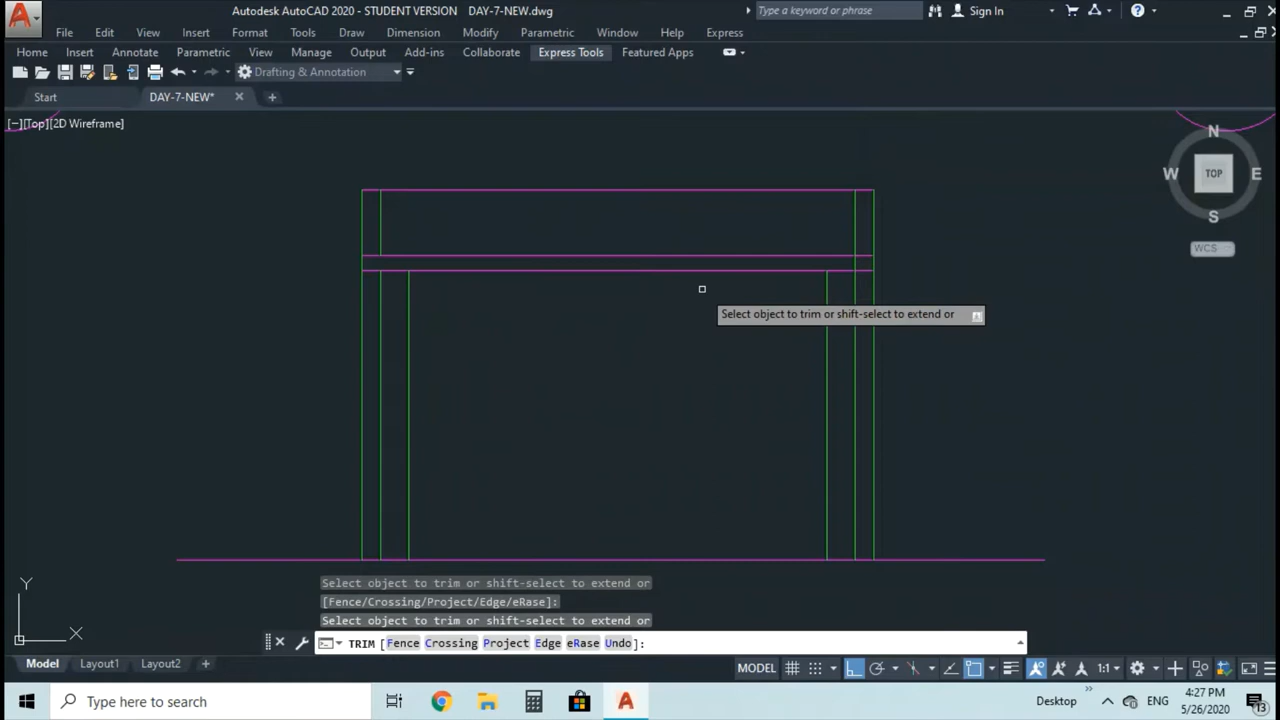 Autodesk AutoCAD 2020 - STUDENT VERSION DAY-7-NEW.dwg
Type a keyword or phrase
Sign In
File Edit View Insert Format Tools Draw Dimension Modify Parametric Window Help Express
Home Insert Annotate Parametric View Manage Output Add-ins Collaborate Express Tools Featured Apps
Drafting & Annotation
Start
DAY-7-NEW*
[−][Top][2D Wireframe]
N
W TOP E
S
WCS
Select object to trim or shift-select to extend or
Y
X
Select object to trim or shift-select to extend or
[Fence/Crossing/Project/Edge/eRase]:
Select object to trim or shift-select to extend or
TRIM [Fence Crossing Project Edge eRase Undo]:
Model Layout1 Layout2
MODEL
1:1
Type here to search
Desktop
ENG
4:27 PM
5/26/2020
13